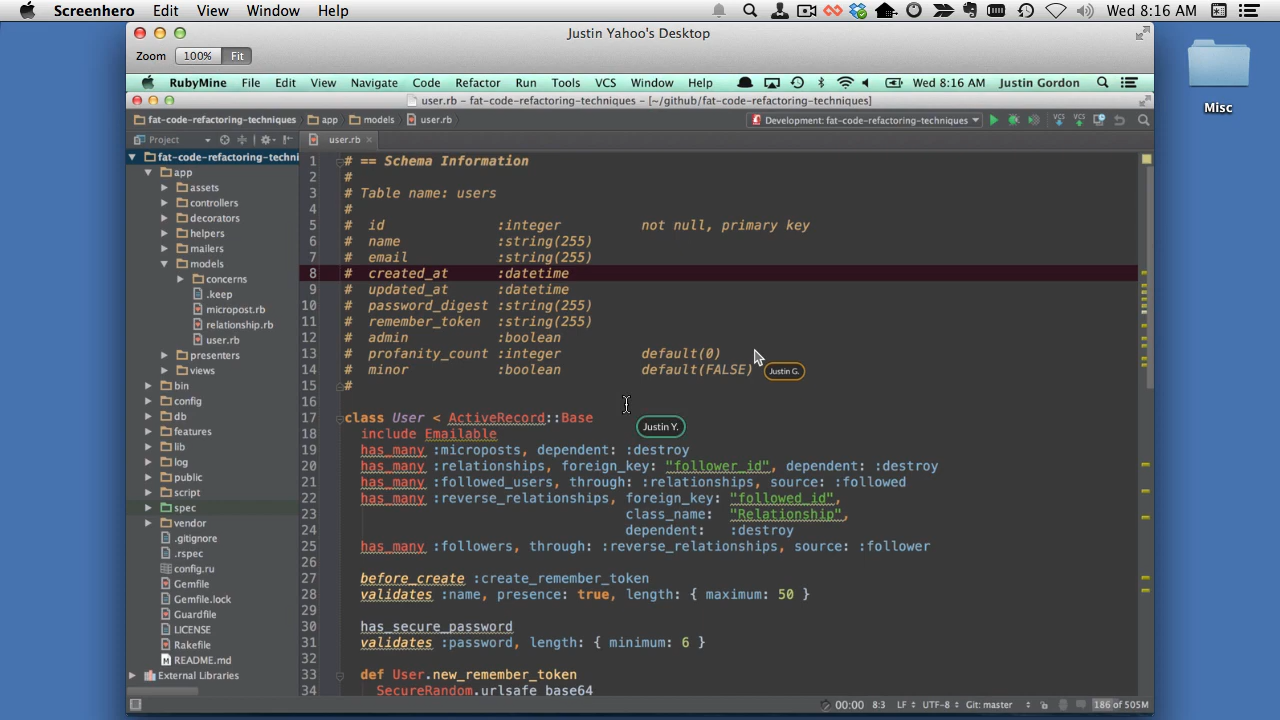 Screenhero Edit View Window Help Wed 8:16 AM
Justin Yahoo's Desktop
Zoom 100% Fit
RubyMine File Edit View Navigate Code Refactor Run Tools VCS Window Help Wed 8:16 AM Justin Gordon
user.rb - fat-code-refactoring-techniques - [~/github/fat-code-refactoring-techniques]
fat-code-refactoring-techniques app models user.rb Development: fat-code-refactoring-techniques VCS VCS
Project user.rb
fat-code-refactoring-techni
app
assets
controllers
decorators
helpers
mailers
models
concerns
.keep
micropost.rb
relationship.rb
user.rb
presenters
views
bin
config
db
features
lib
log
public
script
spec
vendor
.gitignore
.rspec
config.ru
Gemfile
Gemfile.lock
Guardfile
LICENSE
Rakefile
README.md
External Libraries
1 # == Schema Information
2 #
3 # Table name: users
4 #
5 # id :integer not null, primary key
6 # name :string(255)
7 # email :string(255)
8 # created_at :datetime
9 # updated_at :datetime
10 # password_digest :string(255)
11 # remember_token :string(255)
12 # admin :boolean
13 # profanity_count :integer default(0)
14 # minor :boolean default(FALSE)
Justin G.
15 #
16
17 class User < ActiveRecord::Base
Justin Y.
18 include Emailable
19 has_many :microposts, dependent: :destroy
20 has_many :relationships, foreign_key: "follower_id", dependent: :destroy
21 has_many :followed_users, through: :relationships, source: :followed
22 has_many :reverse_relationships, foreign_key: "followed_id",
23 class_name: "Relationship",
24 dependent: :destroy
25 has_many :followers, through: :reverse_relationships, source: :follower
26
27 before_create :create_remember_token
28 validates :name, presence: true, length: { maximum: 50 }
29
30 has_secure_password
31 validates :password, length: { minimum: 6 }
32
33 def User.new_remember_token
34 SecureRandom.urlsafe_base64
00:00 8:3 LF UTF-8 Git: master 186 of 505M
Misc